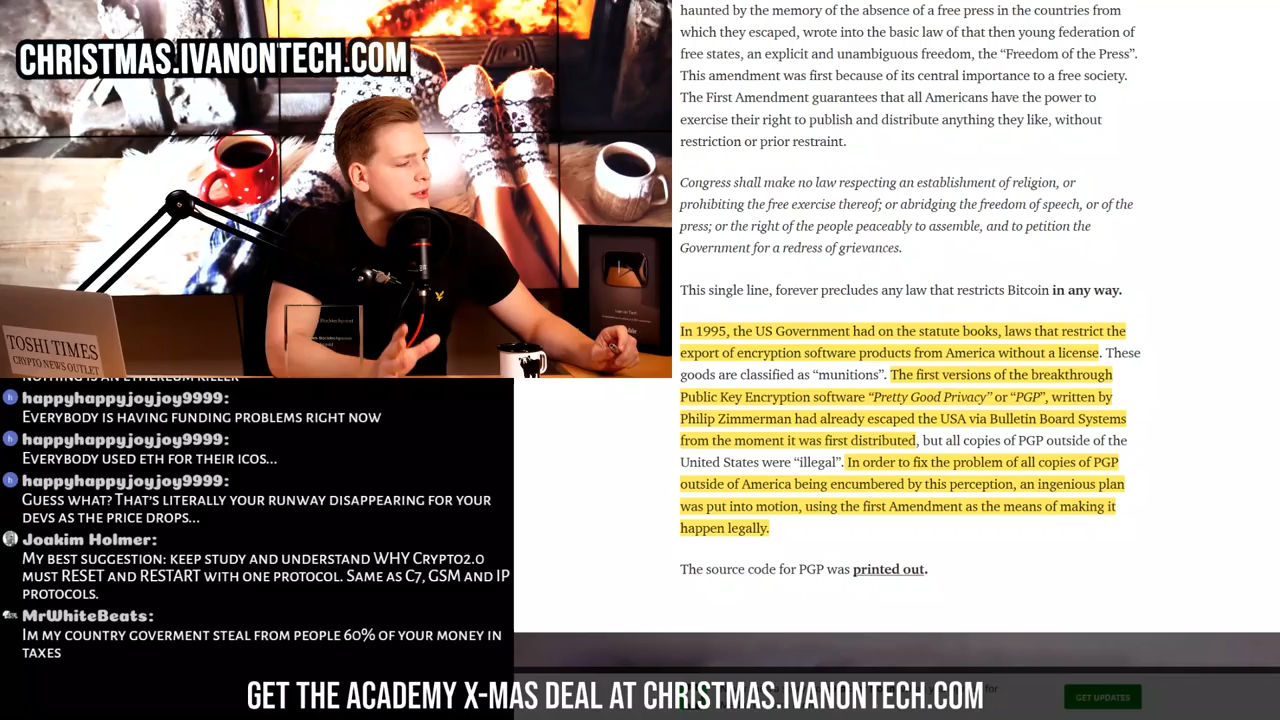 CHRISTMAS.IVANONTECH.COM
TOSHI TIMES
CRYPTO NEWS OUTLET
haunted by the memory of the absence of a free press in the countries from
which they escaped, wrote into the basic law of that then young federation of
free states, an explicit and unambiguous freedom, the “Freedom of the Press”.
This amendment was first because of its central importance to a free society.
The First Amendment guarantees that all Americans have the power to
exercise their right to publish and distribute anything they like, without
restriction or prior restraint.
Congress shall make no law respecting an establishment of religion, or
prohibiting the free exercise thereof; or abridging the freedom of speech, or of the
press; or the right of the people peaceably to assemble, and to petition the
Government for a redress of grievances.
This single line, forever precludes any law that restricts Bitcoin in any way.
In 1995, the US Government had on the statute books, laws that restrict the
export of encryption software products from America without a license. These
goods are classified as “munitions”. The first versions of the breakthrough
Public Key Encryption software “Pretty Good Privacy” or “PGP”, written by
Philip Zimmerman had already escaped the USA via Bulletin Board Systems
from the moment it was first distributed, but all copies of PGP outside of the
United States were “illegal”. In order to fix the problem of all copies of PGP
outside of America being encumbered by this perception, an ingenious plan
was put into motion, using the first Amendment as the means of making it
happen legally.
The source code for PGP was printed out.
NOTHING IS AN ETHEREUM KILLER
h happyhappyjoyjoy9999:
EVERYBODY IS HAVING FUNDING PROBLEMS RIGHT NOW
h happyhappyjoyjoy9999:
EVERYBODY USED ETH FOR THEIR ICOS...
h happyhappyjoyjoy9999:
GUESS WHAT? THAT'S LITERALLY YOUR RUNWAY DISAPPEARING FOR YOUR
DEVS AS THE PRICE DROPS...
Joakim Holmer:
MY BEST SUGGESTION: KEEP STUDY AND UNDERSTAND WHY CRYPTO2.0
MUST RESET AND RESTART WITH ONE PROTOCOL. SAME AS C7, GSM AND IP
PROTOCOLS.
MrWhiteBeats:
IM MY COUNTRY GOVERMENT STEAL FROM PEOPLE 60% OF YOUR MONEY IN
TAXES
GET UPDATES
GET THE ACADEMY X-MAS DEAL AT CHRISTMAS.IVANONTECH.COM